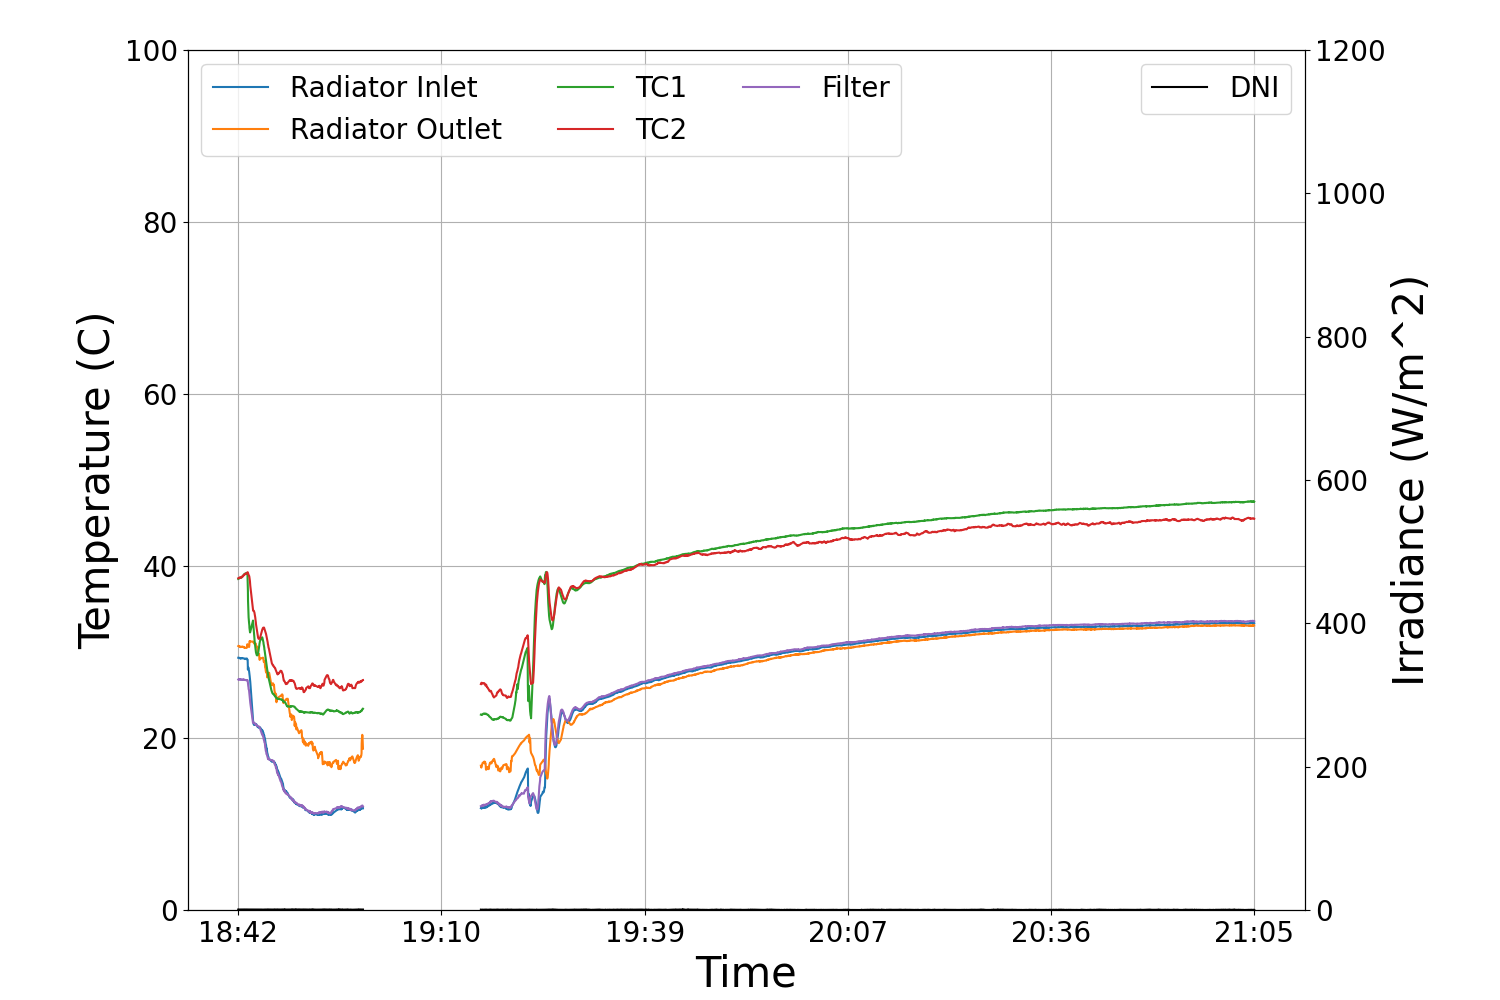 Radiator Inlet
Radiator Outlet
TC1
TC2
Filter
DNI
Temperature (C)
100
80
60
40
20
0
Irradiance (W/m^2)
1200
1000
800
600
400
200
0
18:42 19:10 19:39 20:07 20:36 21:05
Time